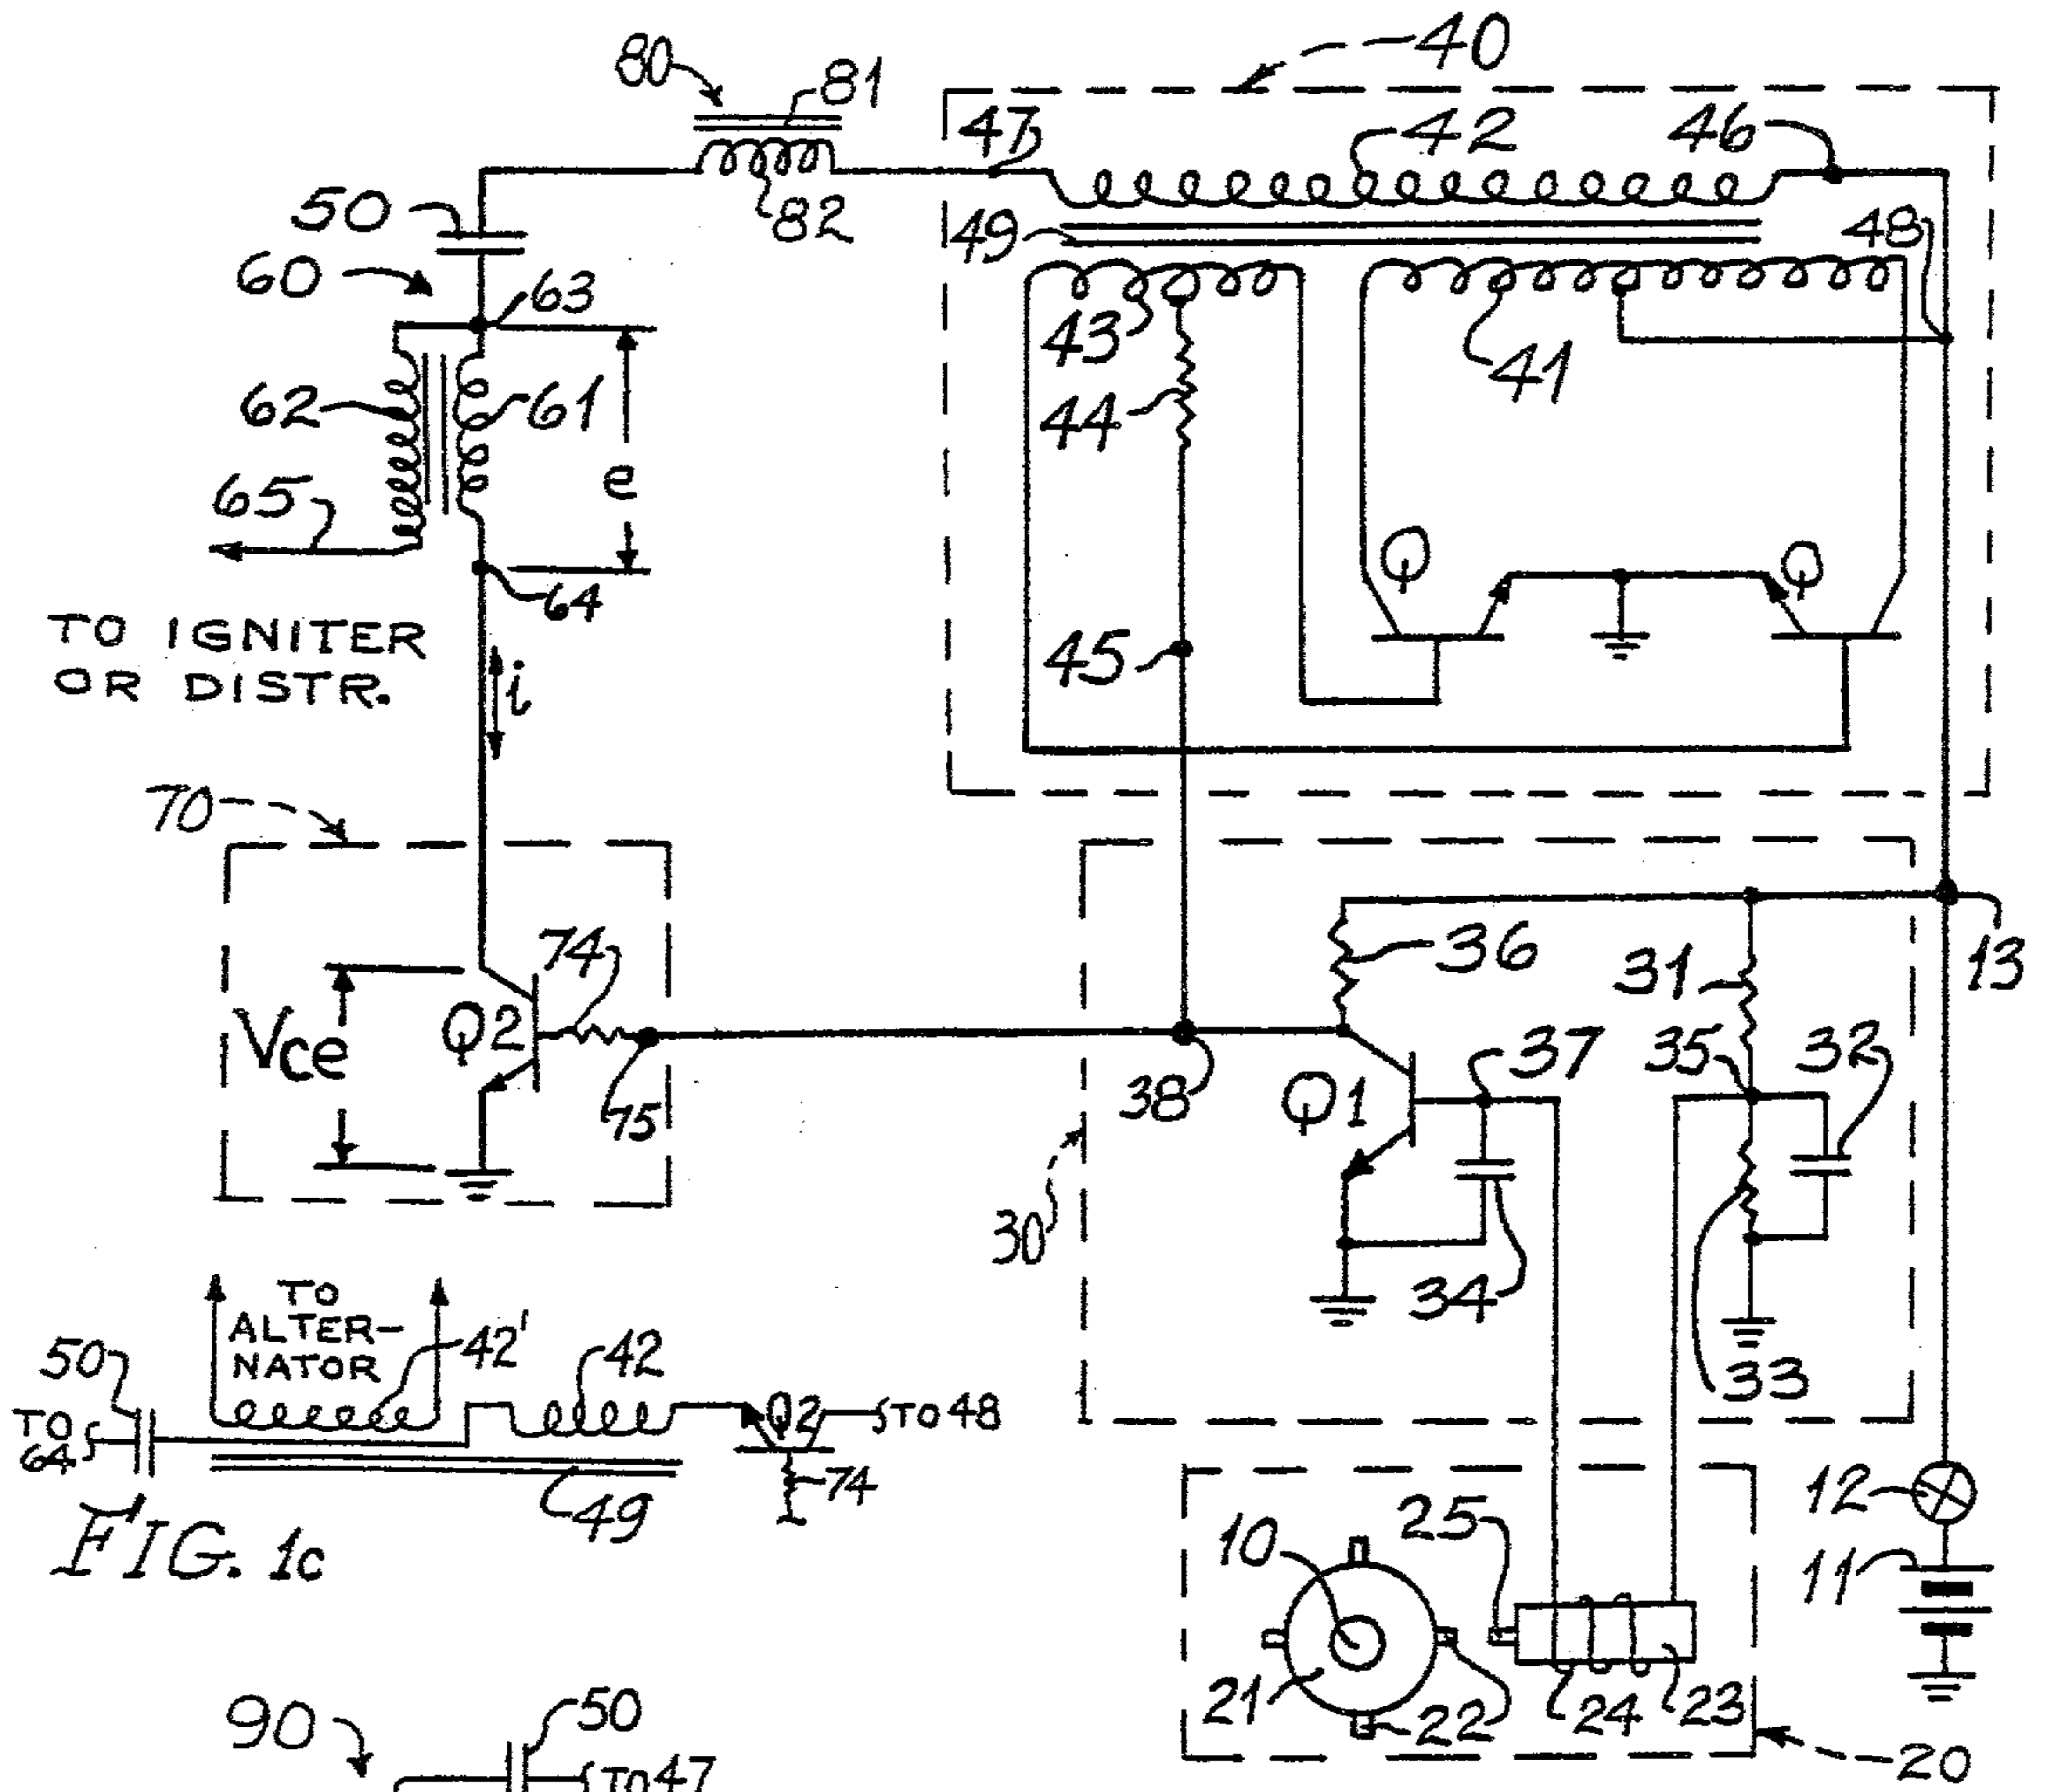 40
80
81
47
42
46
50
82
49
48
60
63
43
41
62
61
44
e
65
Q
Q
64
TO IGNITER
OR DISTR.
i
45
70
74
36
31
13
Vce
Q2
37
35
32
75
38
Q1
30
34
33
TO
ALTER-
NATOR
50
42'
42
TO
64
Q2
TO 48
74
49
FIG. 1c
12
25
10
11
21
22
24
23
20
90
50
TO 47